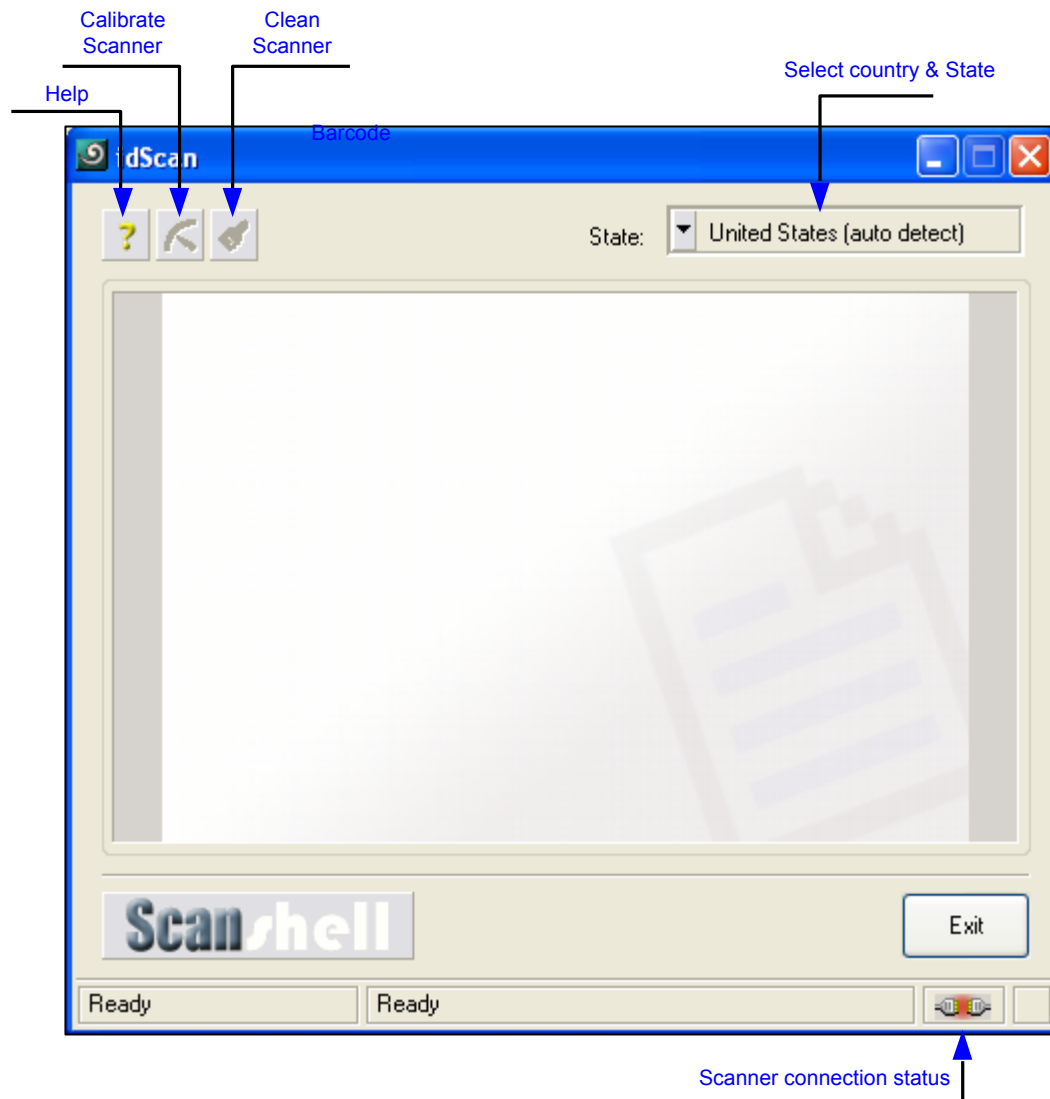 Calibrate
Scanner
Clean
Scanner
Select country & State
Help
Barcode
idScan
?
State:
United States (auto detect)
Scanshell
Exit
Ready
Ready
Scanner connection status